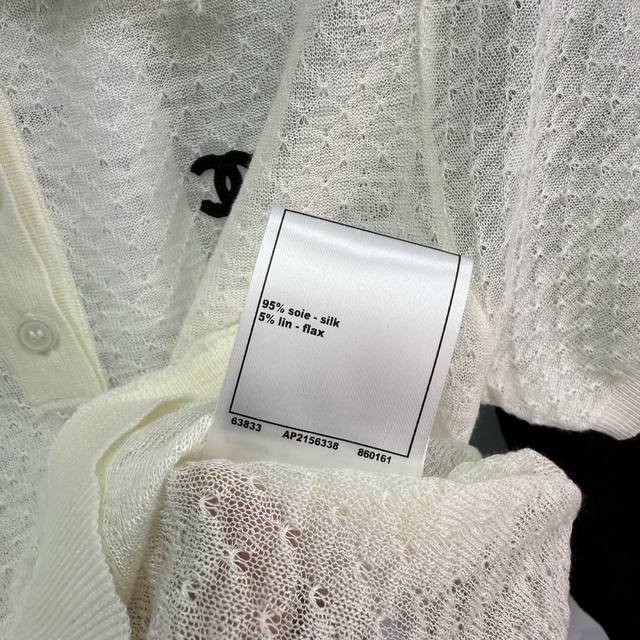 95% soie - silk
5% lin - flax
63833 AP2156338 860161